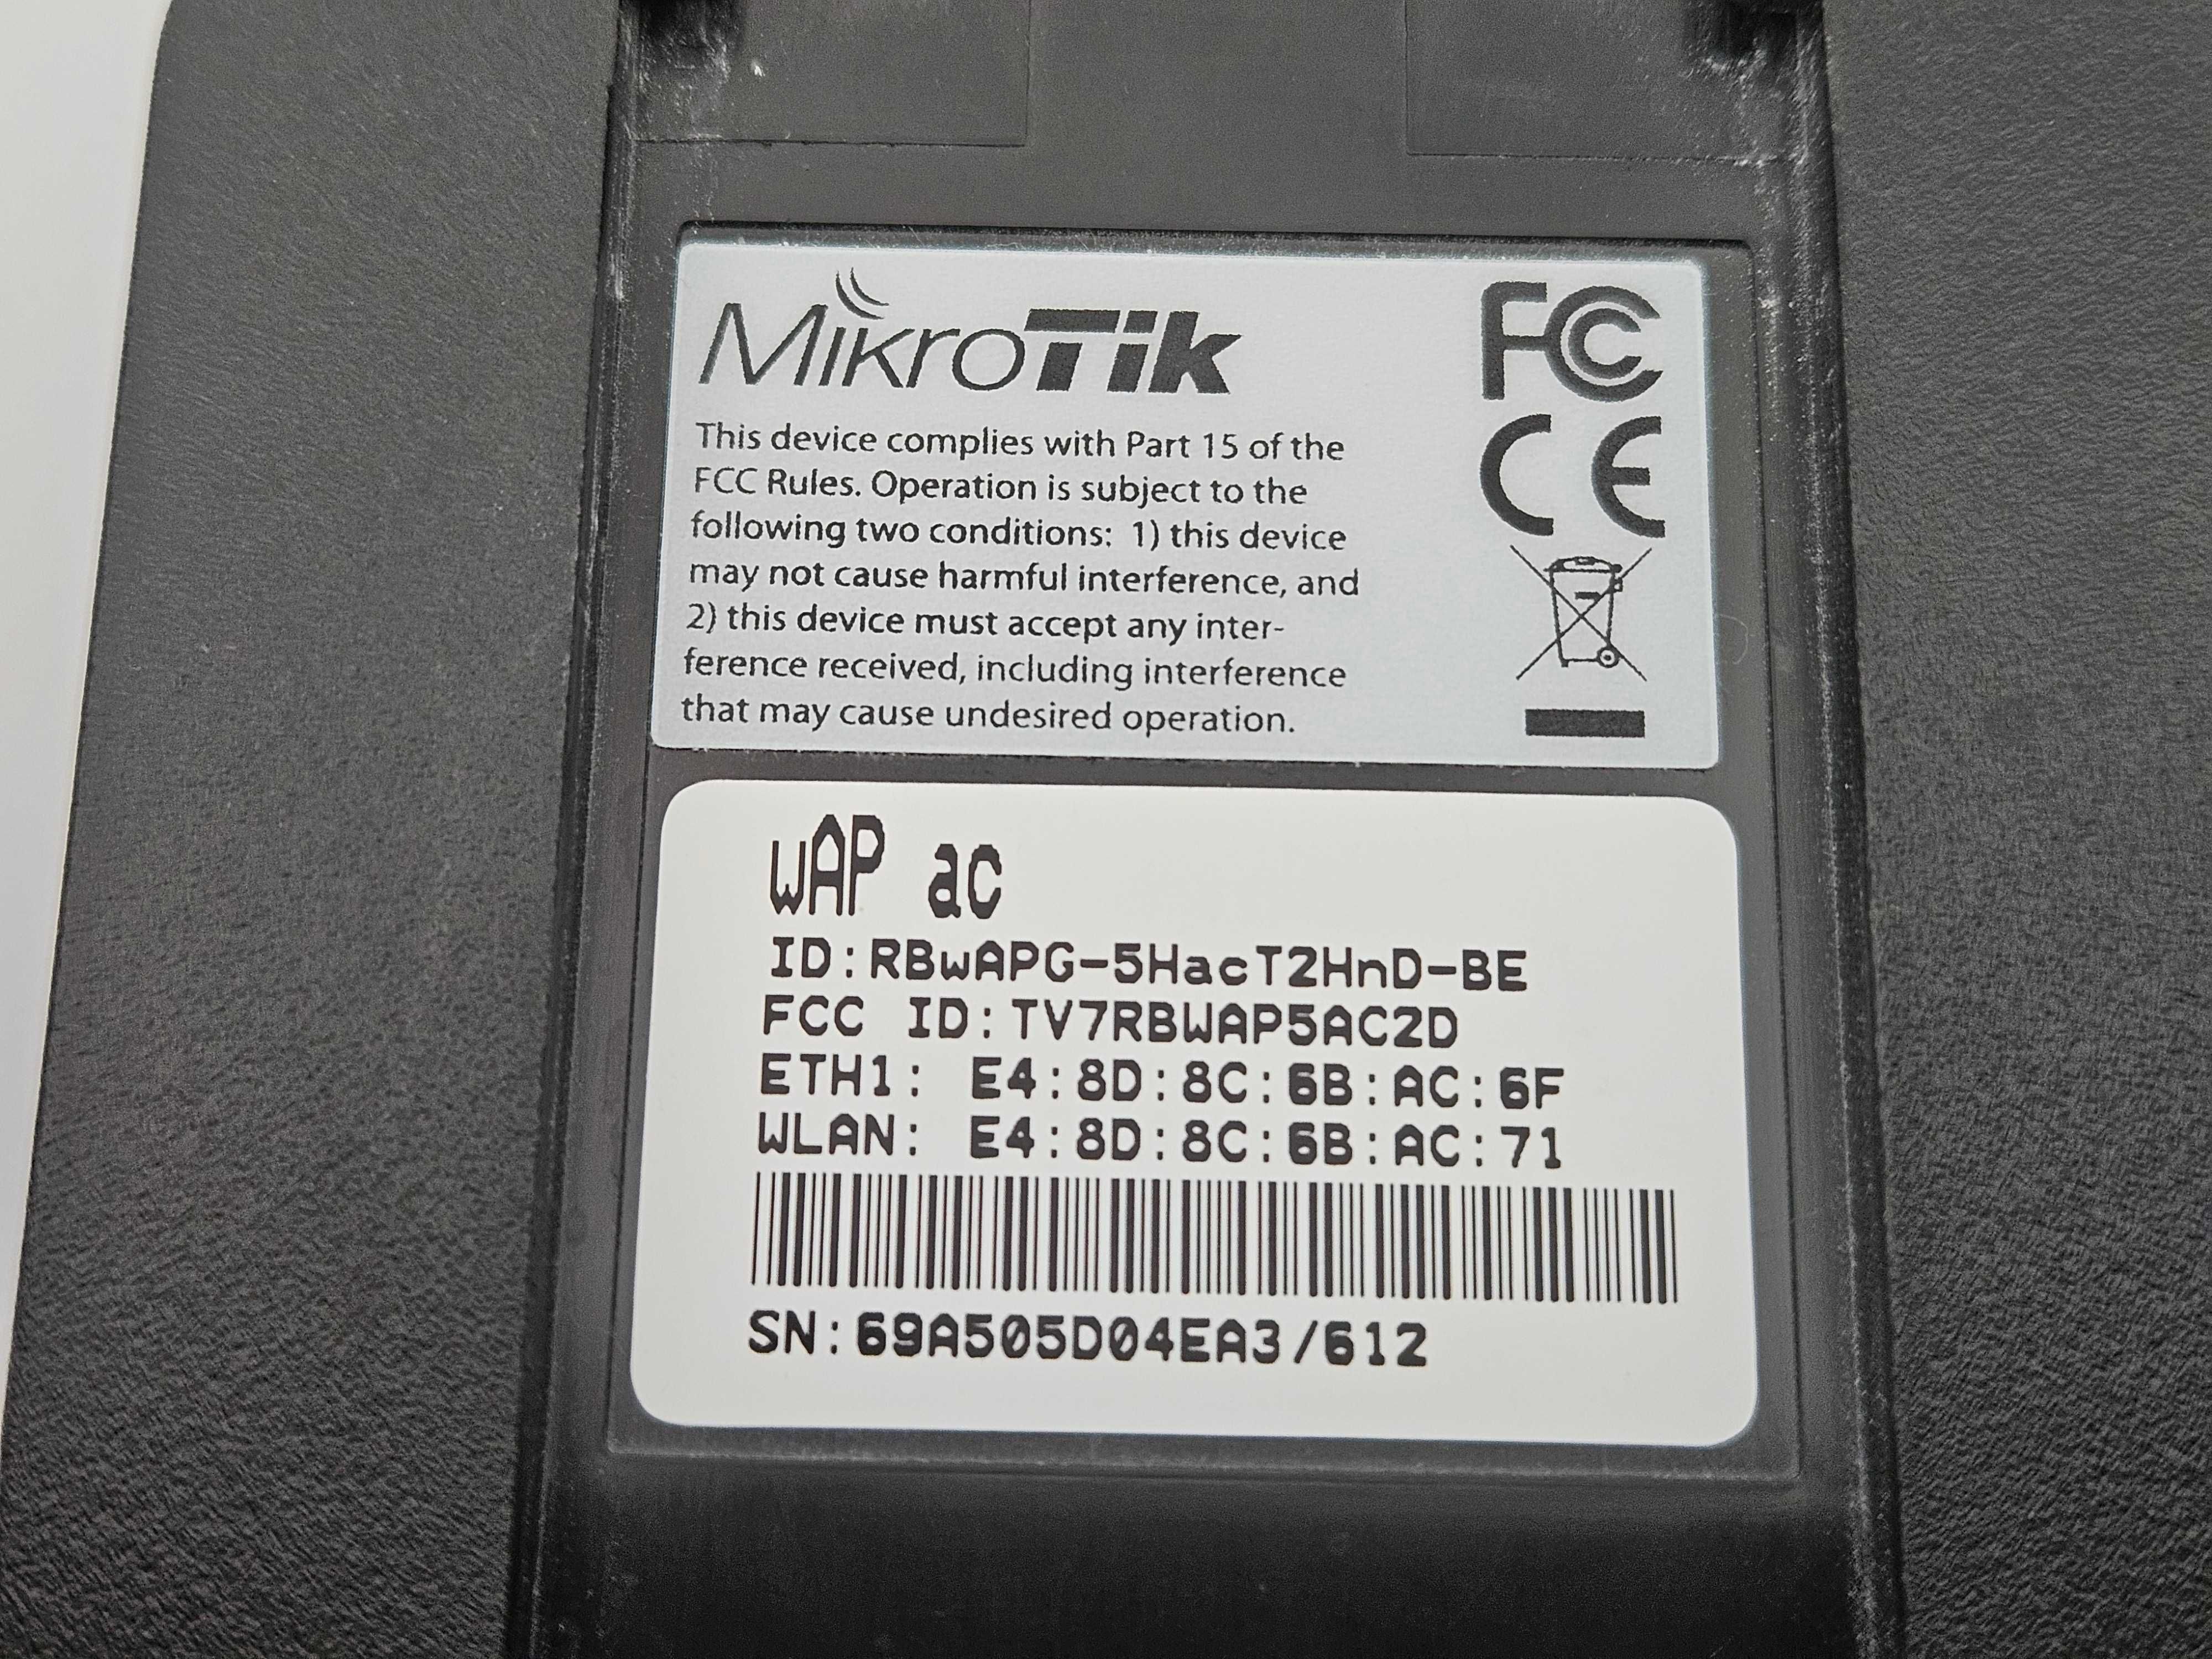 MikroTik
FC
CE
This device complies with Part 15 of the
FCC Rules. Operation is subject to the
following two conditions:  1) this device
may not cause harmful interference, and
2) this device must accept any inter-
ference received, including interference
that may cause undesired operation.
wAP ac
ID:RBwAPG-5HacT2HnD-BE
FCC ID:TV7RBWAP5AC2D
ETH1: E4:8D:8C:6B:AC:6F
WLAN: E4:8D:8C:6B:AC:71
SN:69A505D04EA3/612